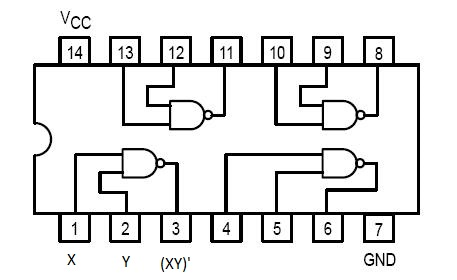 VCC
14 13 12 11 10 9 8
1 2 3 4 5 6 7
X Y (XY)' GND